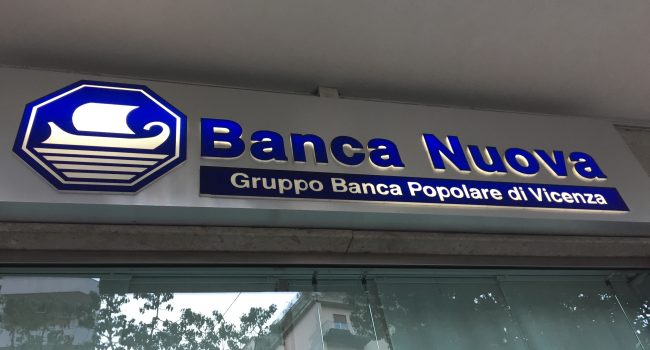 Banca Nuova
Gruppo Banca Popolare di Vicenza